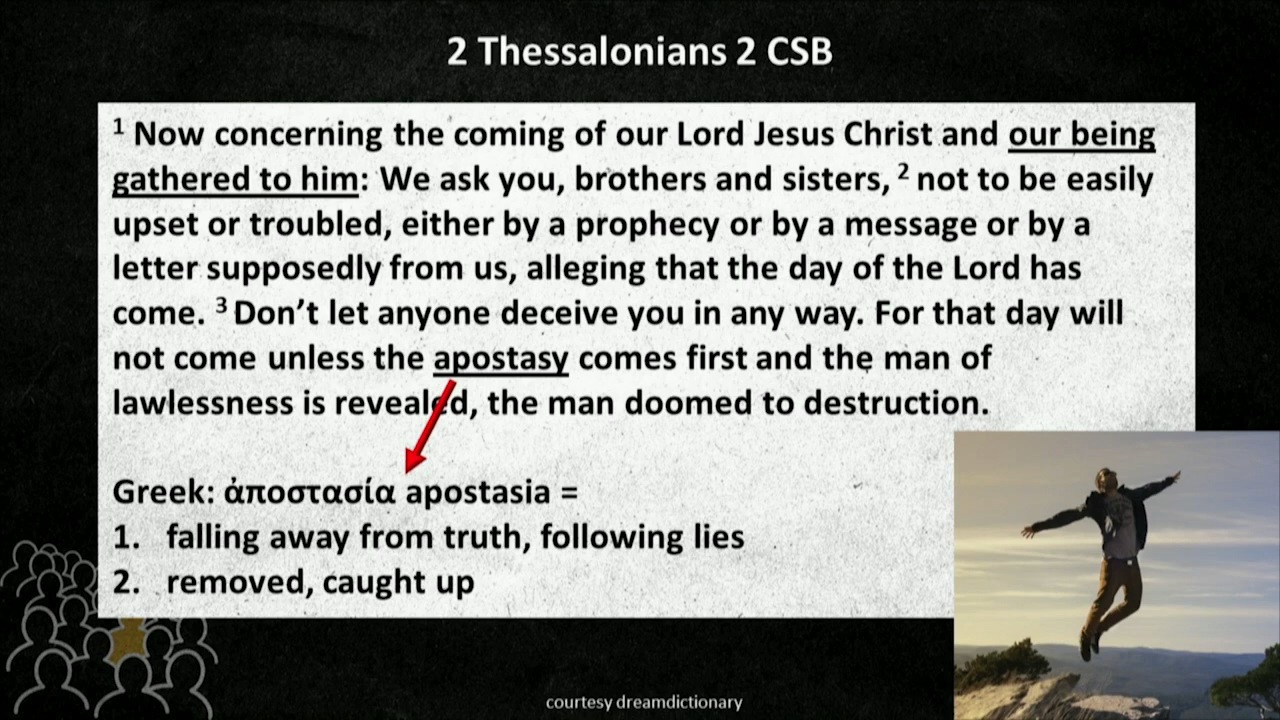 2 Thessalonians 2 CSB
1 Now concerning the coming of our Lord Jesus Christ and our being
gathered to him: We ask you, brothers and sisters, 2 not to be easily
upset or troubled, either by a prophecy or by a message or by a
letter supposedly from us, alleging that the day of the Lord has
come. 3 Don’t let anyone deceive you in any way. For that day will
not come unless the apostasy comes first and the man of
lawlessness is revealed, the man doomed to destruction.
Greek: ἀποστασία apostasia =
1. falling away from truth, following lies
2. removed, caught up
courtesy dreamdictionary